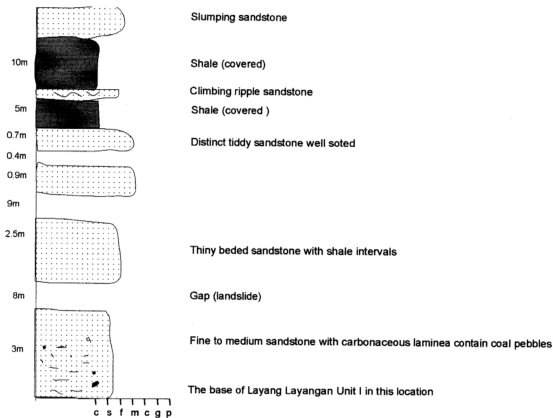 Slumping sandstone
10m Shale (covered)
Climbing ripple sandstone
5m Shale (covered )
0.7m Distinct tiddy sandstone well soted
0.4m
0.9m
9m
2.5m Thiny beded sandstone with shale intervals
8m Gap (landslide)
3m Fine to medium sandstone with carbonaceous laminea contain coal pebbles
The base of Layang Layangan Unit I in this location
c s f m c g p